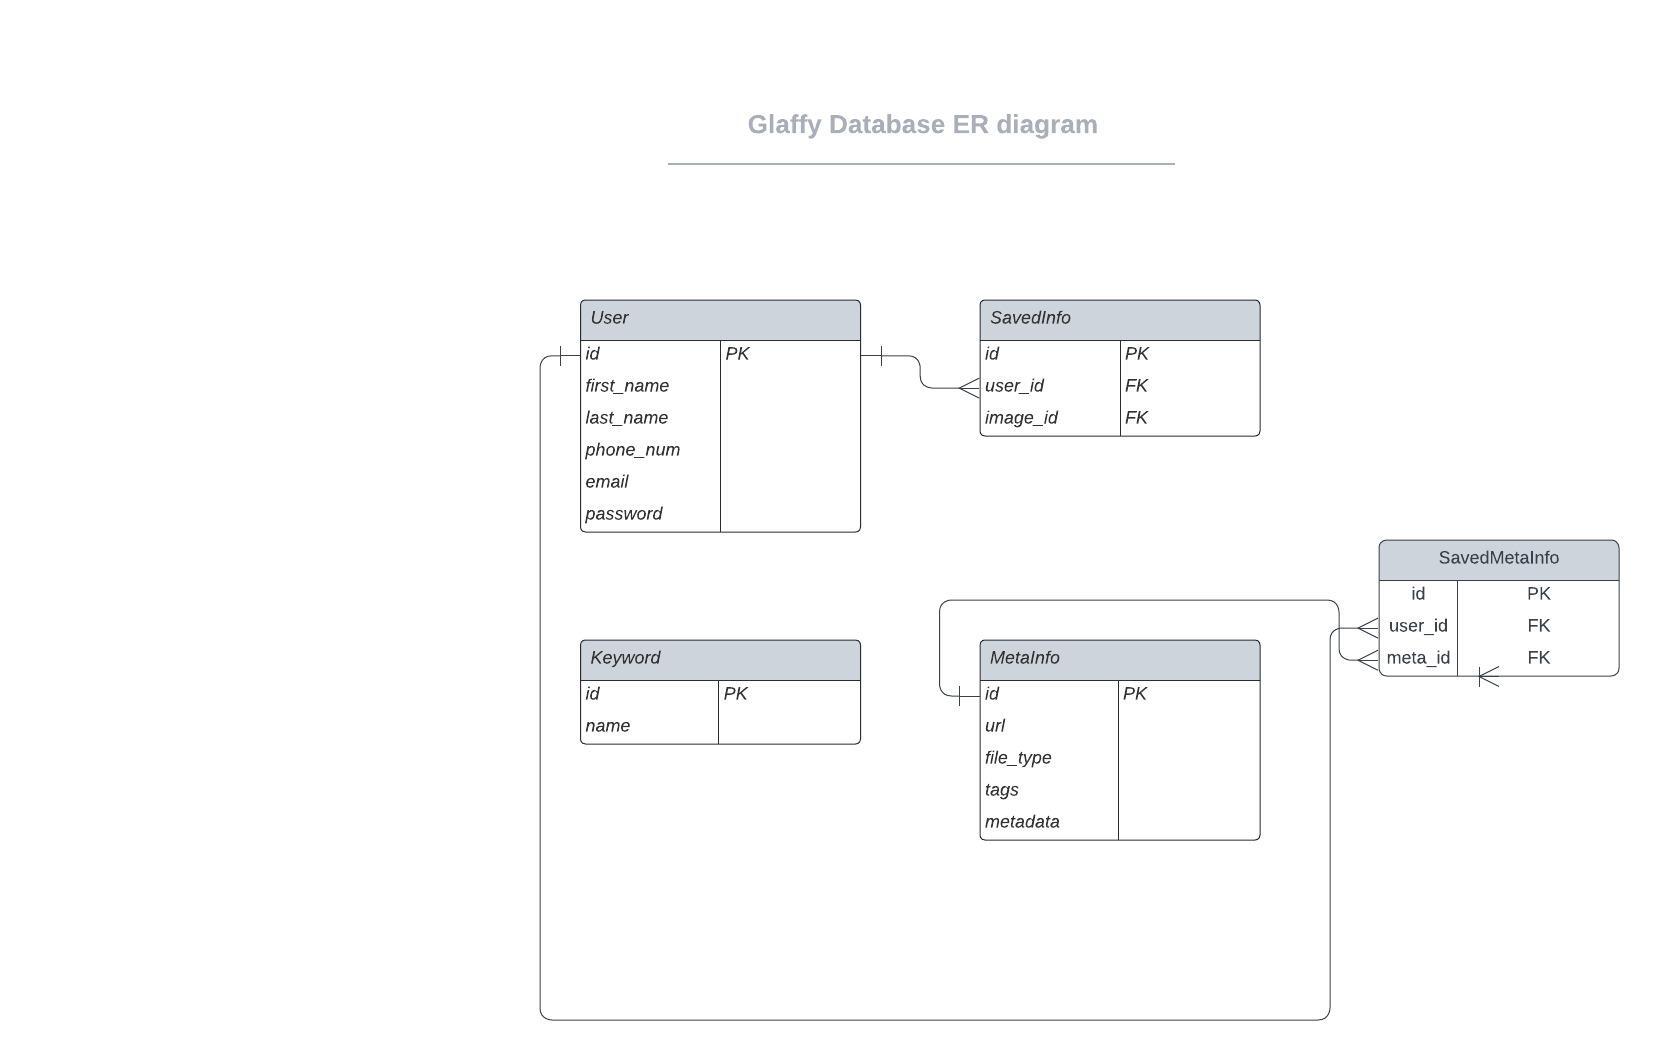 Glaffy Database ER diagram
User
id PK
first_name
last_name
phone_num
email
password
SavedInfo
id PK
user_id FK
image_id FK
SavedMetaInfo
id PK
user_id FK
meta_id FK
Keyword
id PK
name
MetaInfo
id PK
url
file_type
tags
metadata